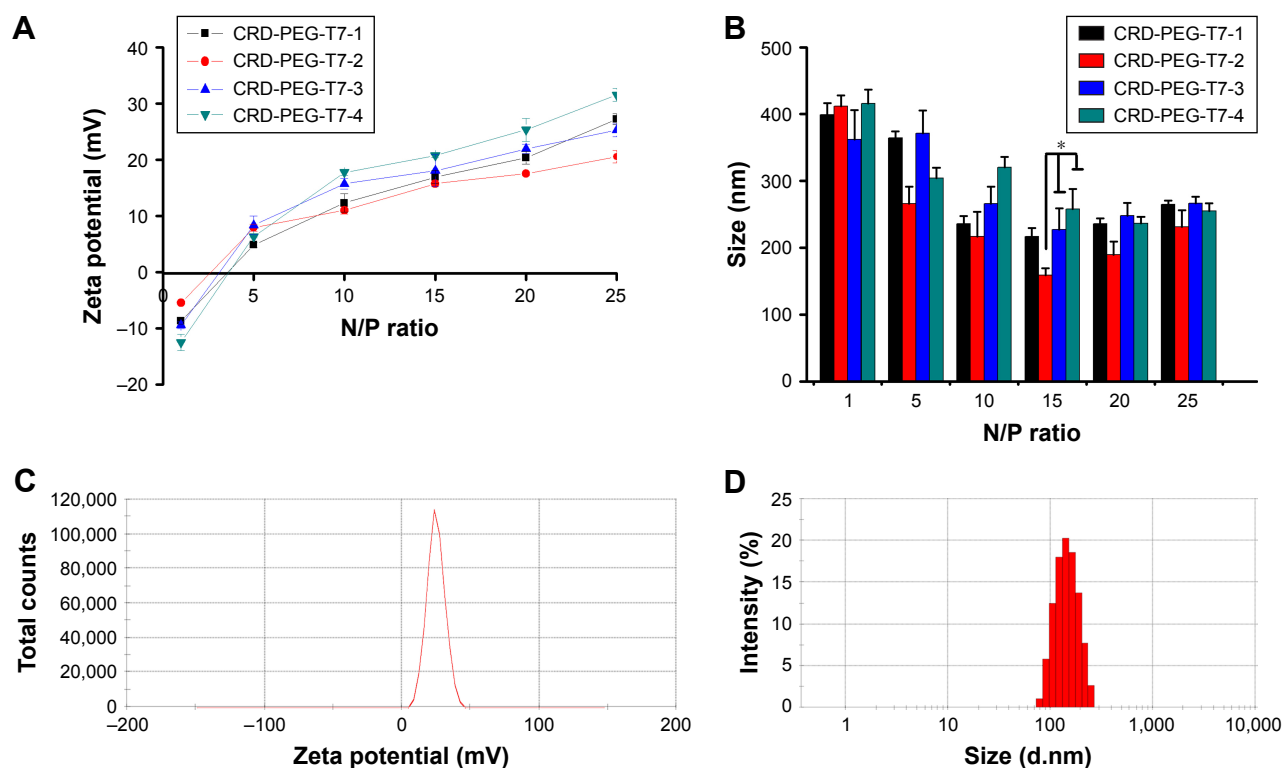 A
CRD-PEG-T7-1
CRD-PEG-T7-2
CRD-PEG-T7-3
CRD-PEG-T7-4
Zeta potential (mV)
40
30
20
10
0
–10
–20
0
5
10
15
20
25
N/P ratio
B
CRD-PEG-T7-1
CRD-PEG-T7-2
CRD-PEG-T7-3
CRD-PEG-T7-4
Size (nm)
500
400
300
200
100
0
*
1
5
10
15
20
25
N/P ratio
C
Total counts
120,000
100,000
80,000
60,000
40,000
20,000
0
–200
–100
0
100
200
Zeta potential (mV)
D
Intensity (%)
25
20
15
10
5
0
1
10
100
1,000
10,000
Size (d.nm)